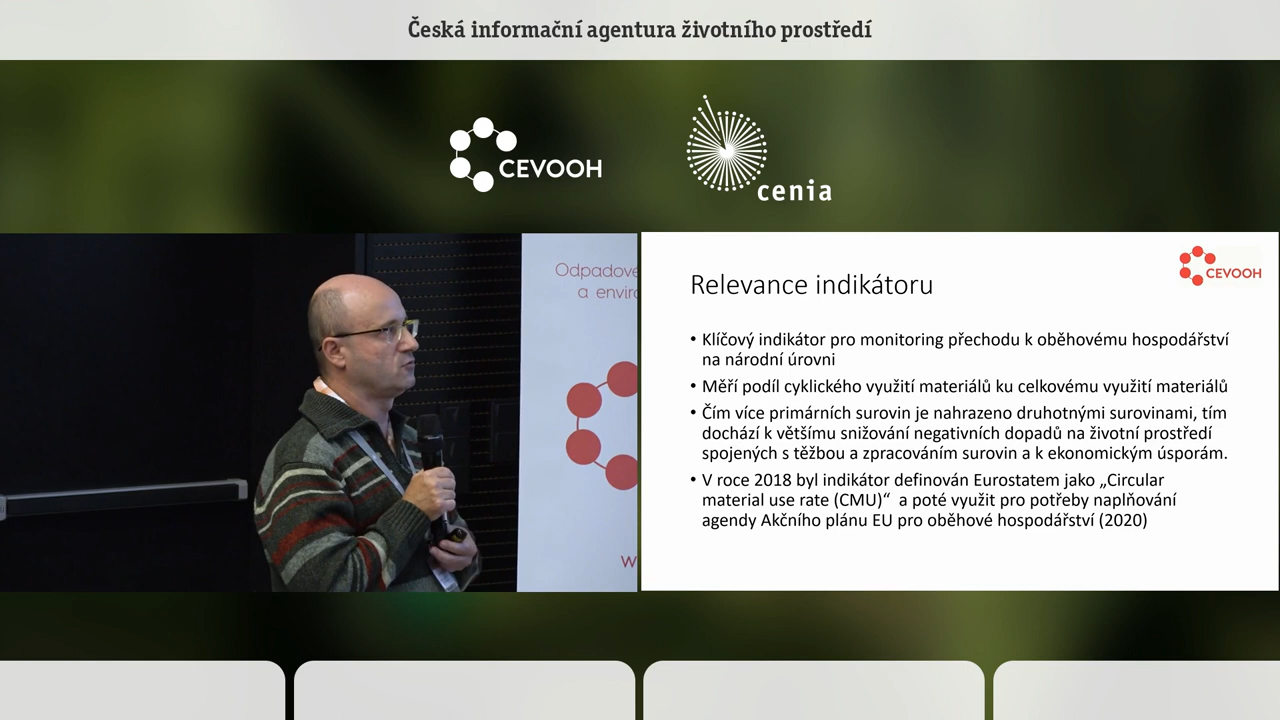 Česká informační agentura životního prostředí
CEVOOH
cenia
Odpadové
a
CEVOOH
Relevance indikátoru
• Klíčový indikátor pro monitoring přechodu k oběhovému hospodářství
na národní úrovni
• Měří podíl cyklického využití materiálů ku celkovému využití materiálů
• Čím více primárních surovin je nahrazeno druhotnými surovinami, tím
dochází k většímu snižování negativních dopadů na životní prostředí
spojených s těžbou a zpracováním surovin a k ekonomickým úsporám.
• V roce 2018 byl indikátor definován Eurostatem jako „Circular
material use rate (CMU)“ a poté využit pro potřeby naplňování
agendy Akčního plánu EU pro oběhové hospodářství (2020)